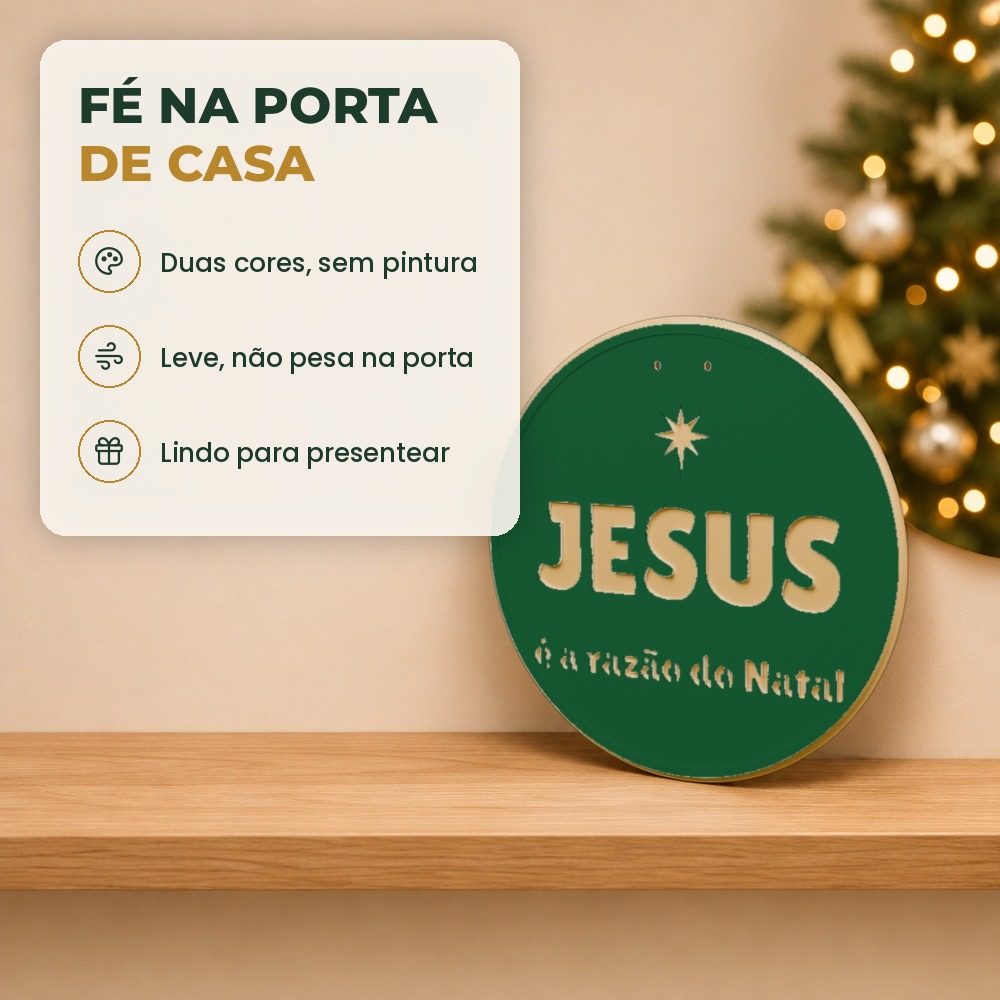 FÉ NA PORTA
DE CASA
Duas cores, sem pintura
Leve, não pesa na porta
Lindo para presentear
JESUS
é a razão do Natal